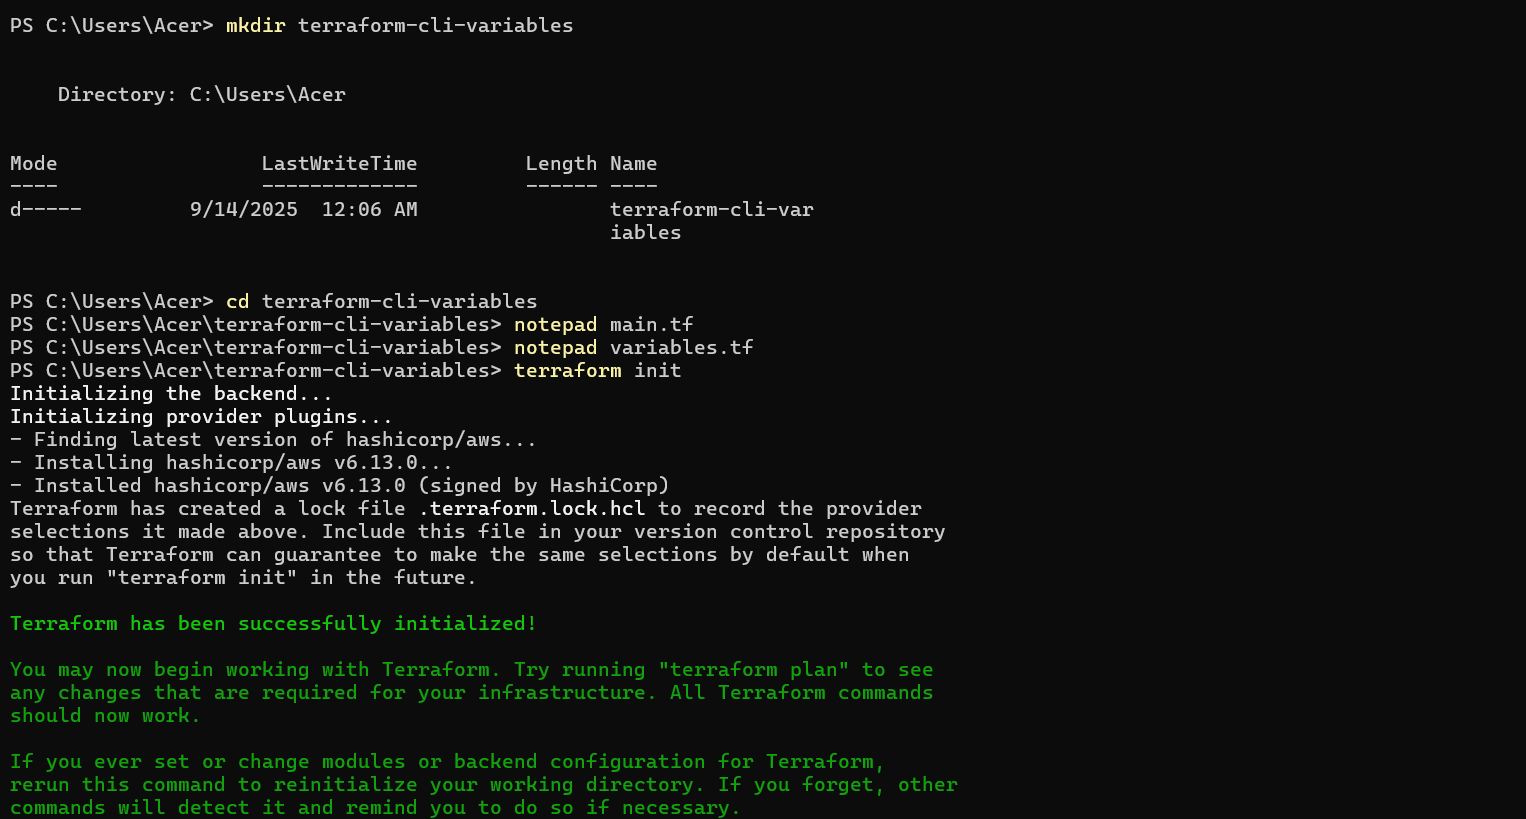 PS C:\Users\Acer> mkdir terraform-cli-variables
Directory: C:\Users\Acer
Mode                 LastWriteTime         Length Name
----                 -------------         ------ ----
d-----         9/14/2025  12:06 AM                terraform-cli-var
                                                  iables
PS C:\Users\Acer> cd terraform-cli-variables
PS C:\Users\Acer\terraform-cli-variables> notepad main.tf
PS C:\Users\Acer\terraform-cli-variables> notepad variables.tf
PS C:\Users\Acer\terraform-cli-variables> terraform init
Initializing the backend...
Initializing provider plugins...
- Finding latest version of hashicorp/aws...
- Installing hashicorp/aws v6.13.0...
- Installed hashicorp/aws v6.13.0 (signed by HashiCorp)
Terraform has created a lock file .terraform.lock.hcl to record the provider
selections it made above. Include this file in your version control repository
so that Terraform can guarantee to make the same selections by default when
you run "terraform init" in the future.
Terraform has been successfully initialized!
You may now begin working with Terraform. Try running "terraform plan" to see
any changes that are required for your infrastructure. All Terraform commands
should now work.
If you ever set or change modules or backend configuration for Terraform,
rerun this command to reinitialize your working directory. If you forget, other
commands will detect it and remind you to do so if necessary.